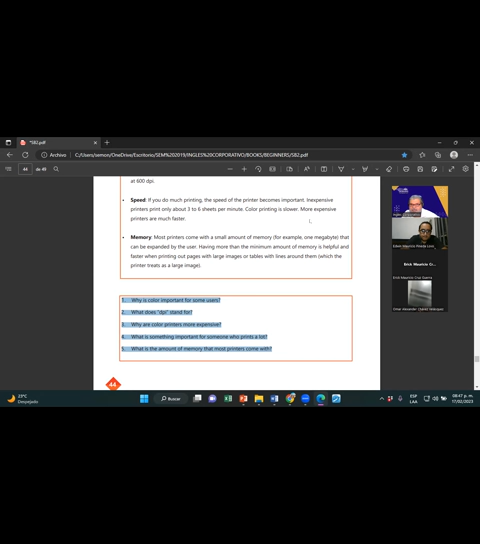 *SB2.pdf
Archivo | C:/Users/semon/OneDrive/Escritorio/SEM%202019/INGLES%20CORPORATIVO/BOOKS/BEGINNERS/SB2.pdf
44 de 49
at 600 dpi.
• Speed: If you do much printing, the speed of the printer becomes important. Inexpensive
printers print only about 3 to 6 sheets per minute. Color printing is slower. More expensive
printers are much faster.
• Memory: Most printers come with a small amount of memory (for example, one megabyte) that
can be expanded by the user. Having more than the minimum amount of memory is helpful and
faster when printing out pages with large images or tables with lines around them (which the
printer treats as a large image).
1. Why is color important for some users?
2. What does "dpi" stand for?
3. Why are color printers more expensive?
4. What is something important for someone who prints a lot?
5. What is the amount of memory that most printers come with?
44
Erick Mauricio Cr...
23°C
Despejado
Buscar
ESP
LAA
08:47 p. m.
17/02/2023